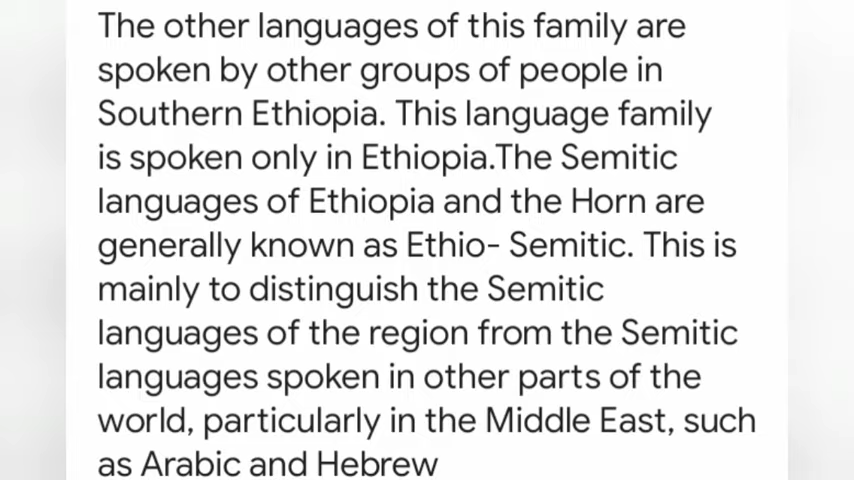 The other languages of this family are
spoken by other groups of people in
Southern Ethiopia. This language family
is spoken only in Ethiopia.The Semitic
languages of Ethiopia and the Horn are
generally known as Ethio- Semitic. This is
mainly to distinguish the Semitic
languages of the region from the Semitic
languages spoken in other parts of the
world, particularly in the Middle East, such
as Arabic and Hebrew